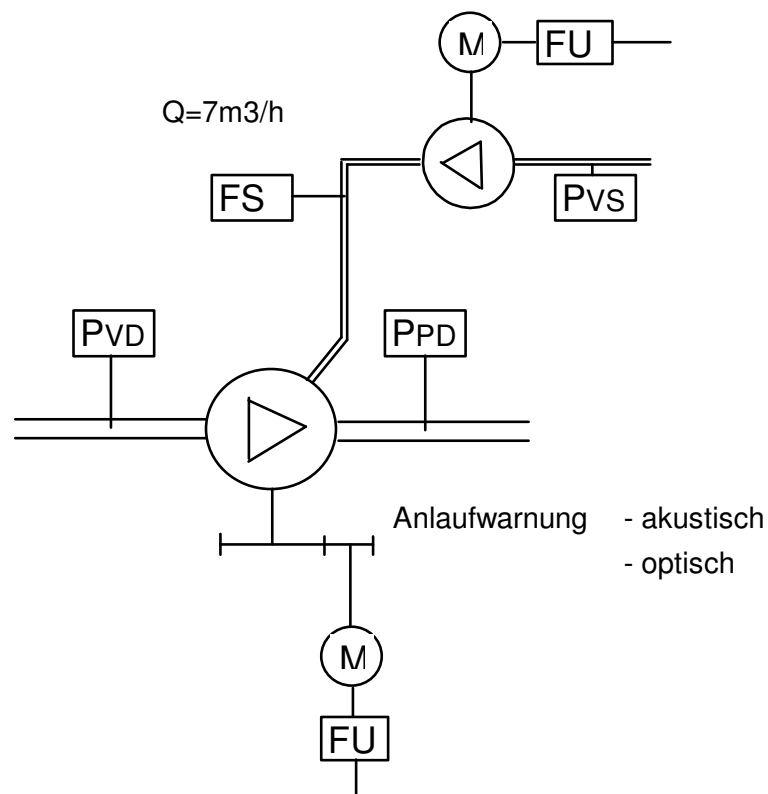 M FU
Q=7m3/h
FS
PVS
PVD
PPD
Anlaufwarnung - akustisch
- optisch
M
FU